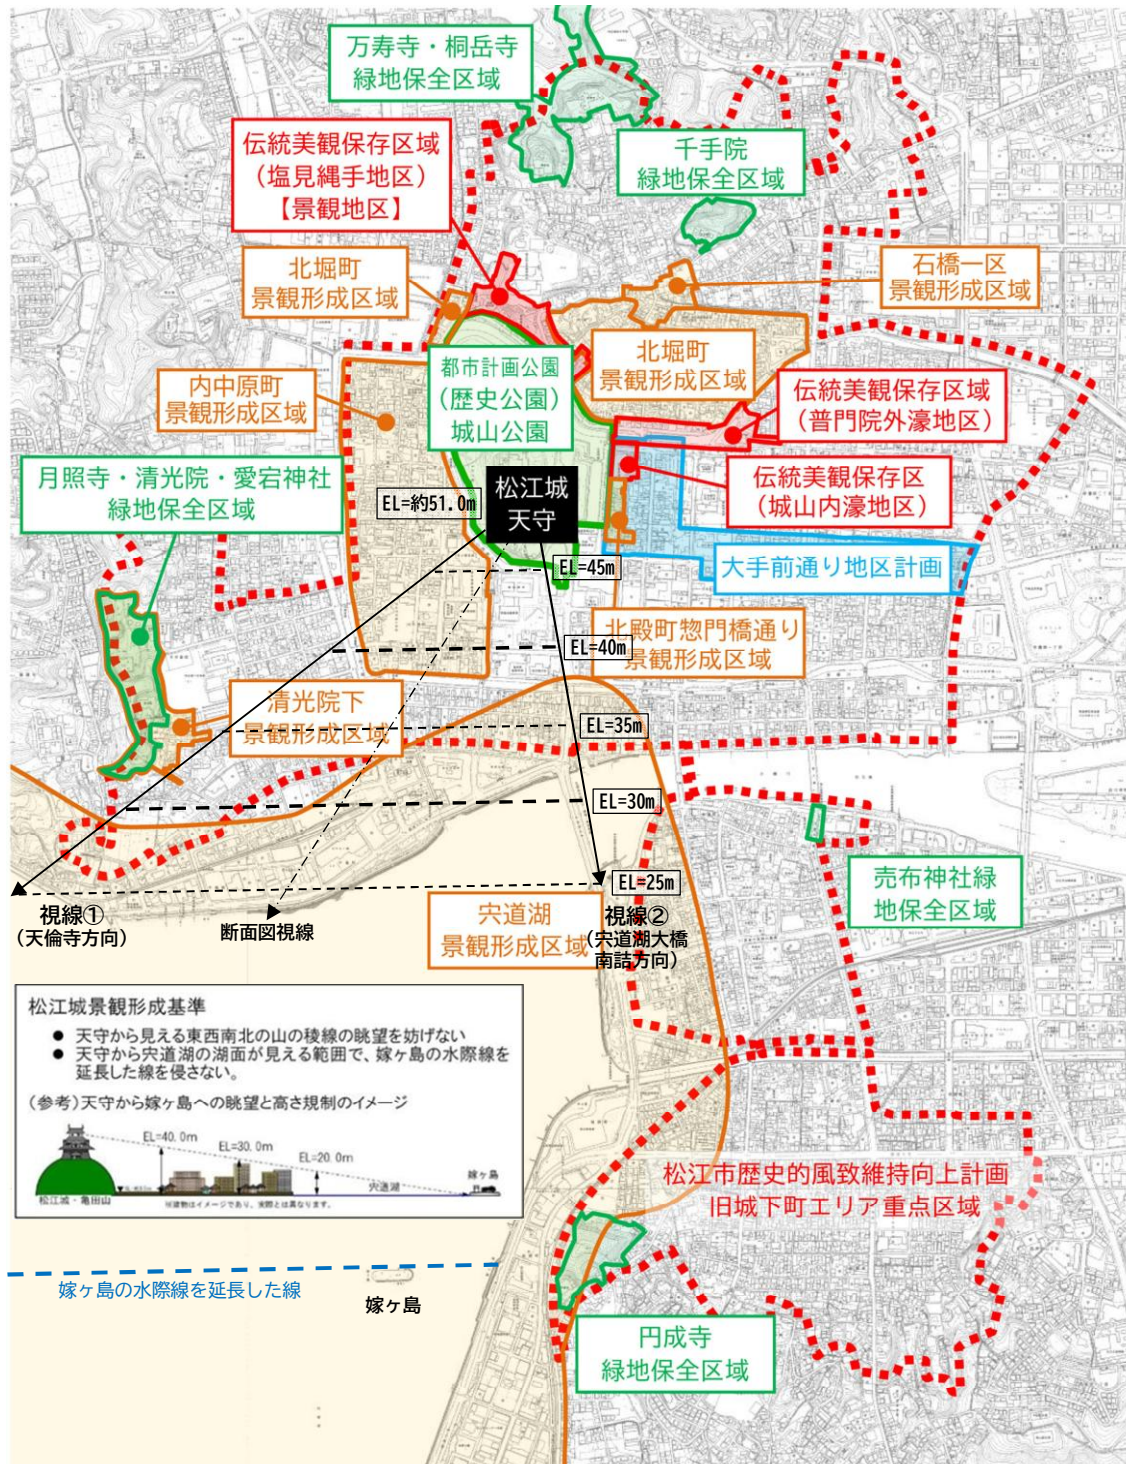 万寿寺・桐岳寺
緑地保全区域
伝統美観保存区域
（塩見縄手地区）
【景観地区】
千手院
緑地保全区域
北堀町
景観形成区域
石橋一区
景観形成区域
都市計画公園
（歴史公園）
城山公園
北堀町
景観形成区域
内中原町
景観形成区域
伝統美観保存区域
（普門院外濠地区）
月照寺・清光院・愛宕神社
緑地保全区域
伝統美観保存区
（城山内濠地区）
EL=約51.0m
松江城
天守
大手前通り地区計画
EL=45m
北殿町惣門橋通り
景観形成区域
EL=40m
清光院下
景観形成区域
EL=35m
EL=30m
EL=25m
売布神社緑
地保全区域
視線①
（天倫寺方向）
断面図視線
宍道湖
景観形成区域
視線②
（宍道湖大橋
南詰方向）
松江城景観形成基準
● 天守から見える東西南北の山の稜線の眺望を妨げない
● 天守から宍道湖の湖面が見える範囲で、嫁ヶ島の水際線を
延長した線を侵さない。
（参考）天守から嫁ヶ島への眺望と高さ規制のイメージ
EL=40.0m
EL=30.0m
EL=20.0m
嫁ヶ島
宍道湖
松江城・亀田山
※建物はイメージであり、実際とは異なります。
松江市歴史的風致維持向上計画
旧城下町エリア重点区域
嫁ヶ島の水際線を延長した線
嫁ヶ島
円成寺
緑地保全区域